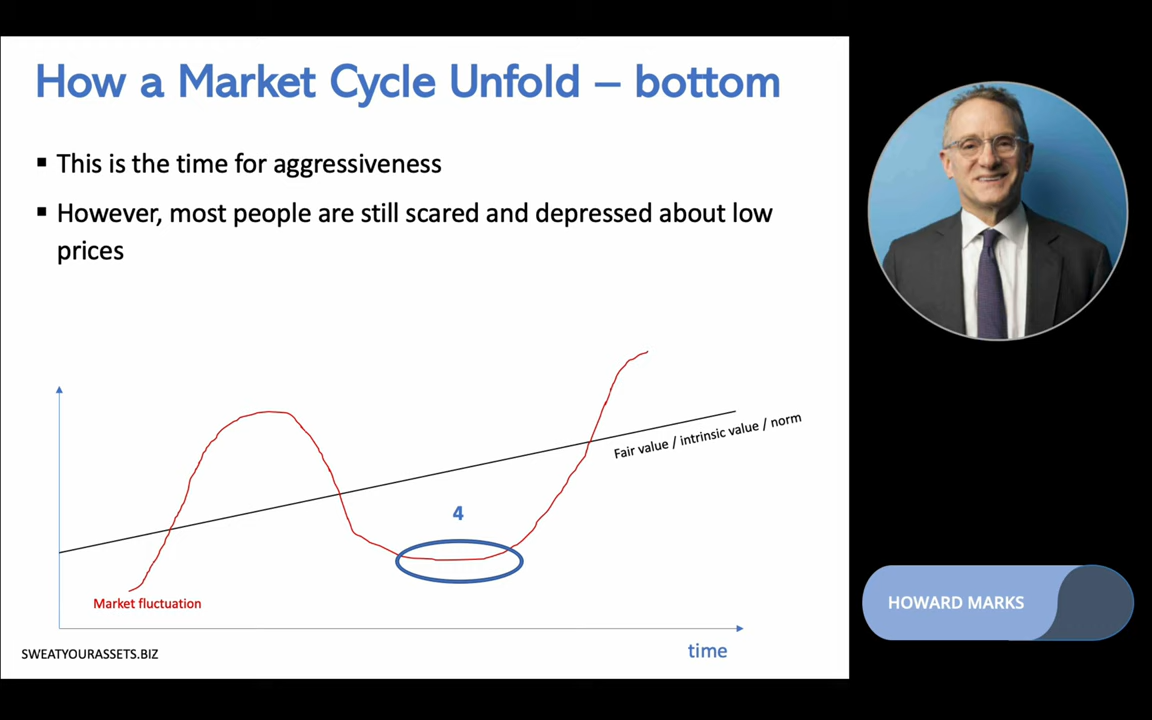 How a Market Cycle Unfold – bottom
▪ This is the time for aggressiveness
▪ However, most people are still scared and depressed about low
prices
Fair value / intrinsic value / norm
4
Market fluctuation
time
SWEATYOURASSETS.BIZ
HOWARD MARKS